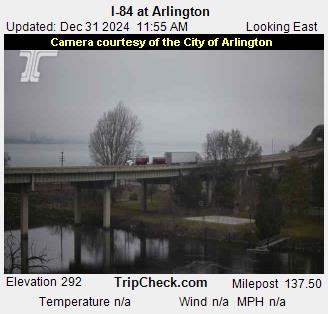 I-84 at Arlington
Updated: Dec 31 2024 11:55 AM Looking East
Camera courtesy of the City of Arlington
Elevation 292 TripCheck.com Milepost 137.50
Temperature n/a Wind n/a MPH n/a